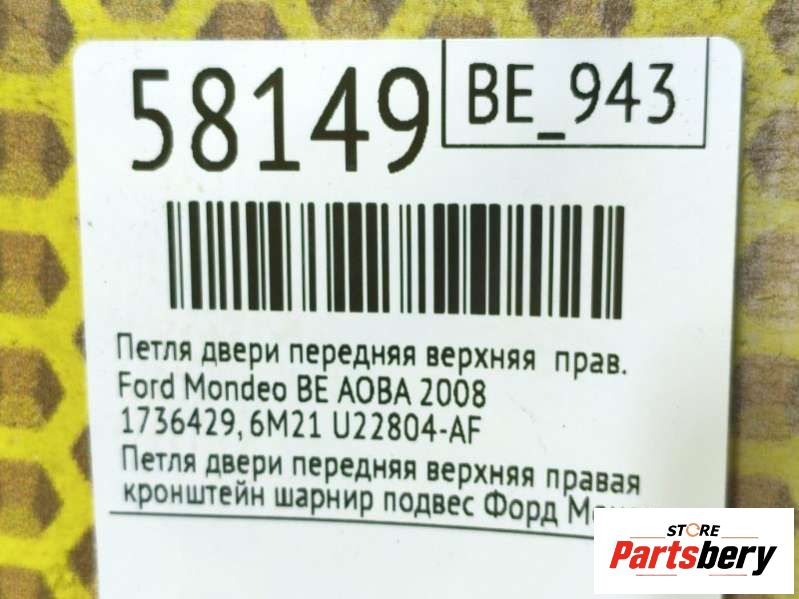 58149
BE_943
Петля двери передняя верхняя прав.
Ford Mondeo BE AOBA 2008
1736429, 6M21 U22804-AF
Петля двери передняя верхняя правая
кронштейн шарнир подвес Форд
STORE
Partsbery